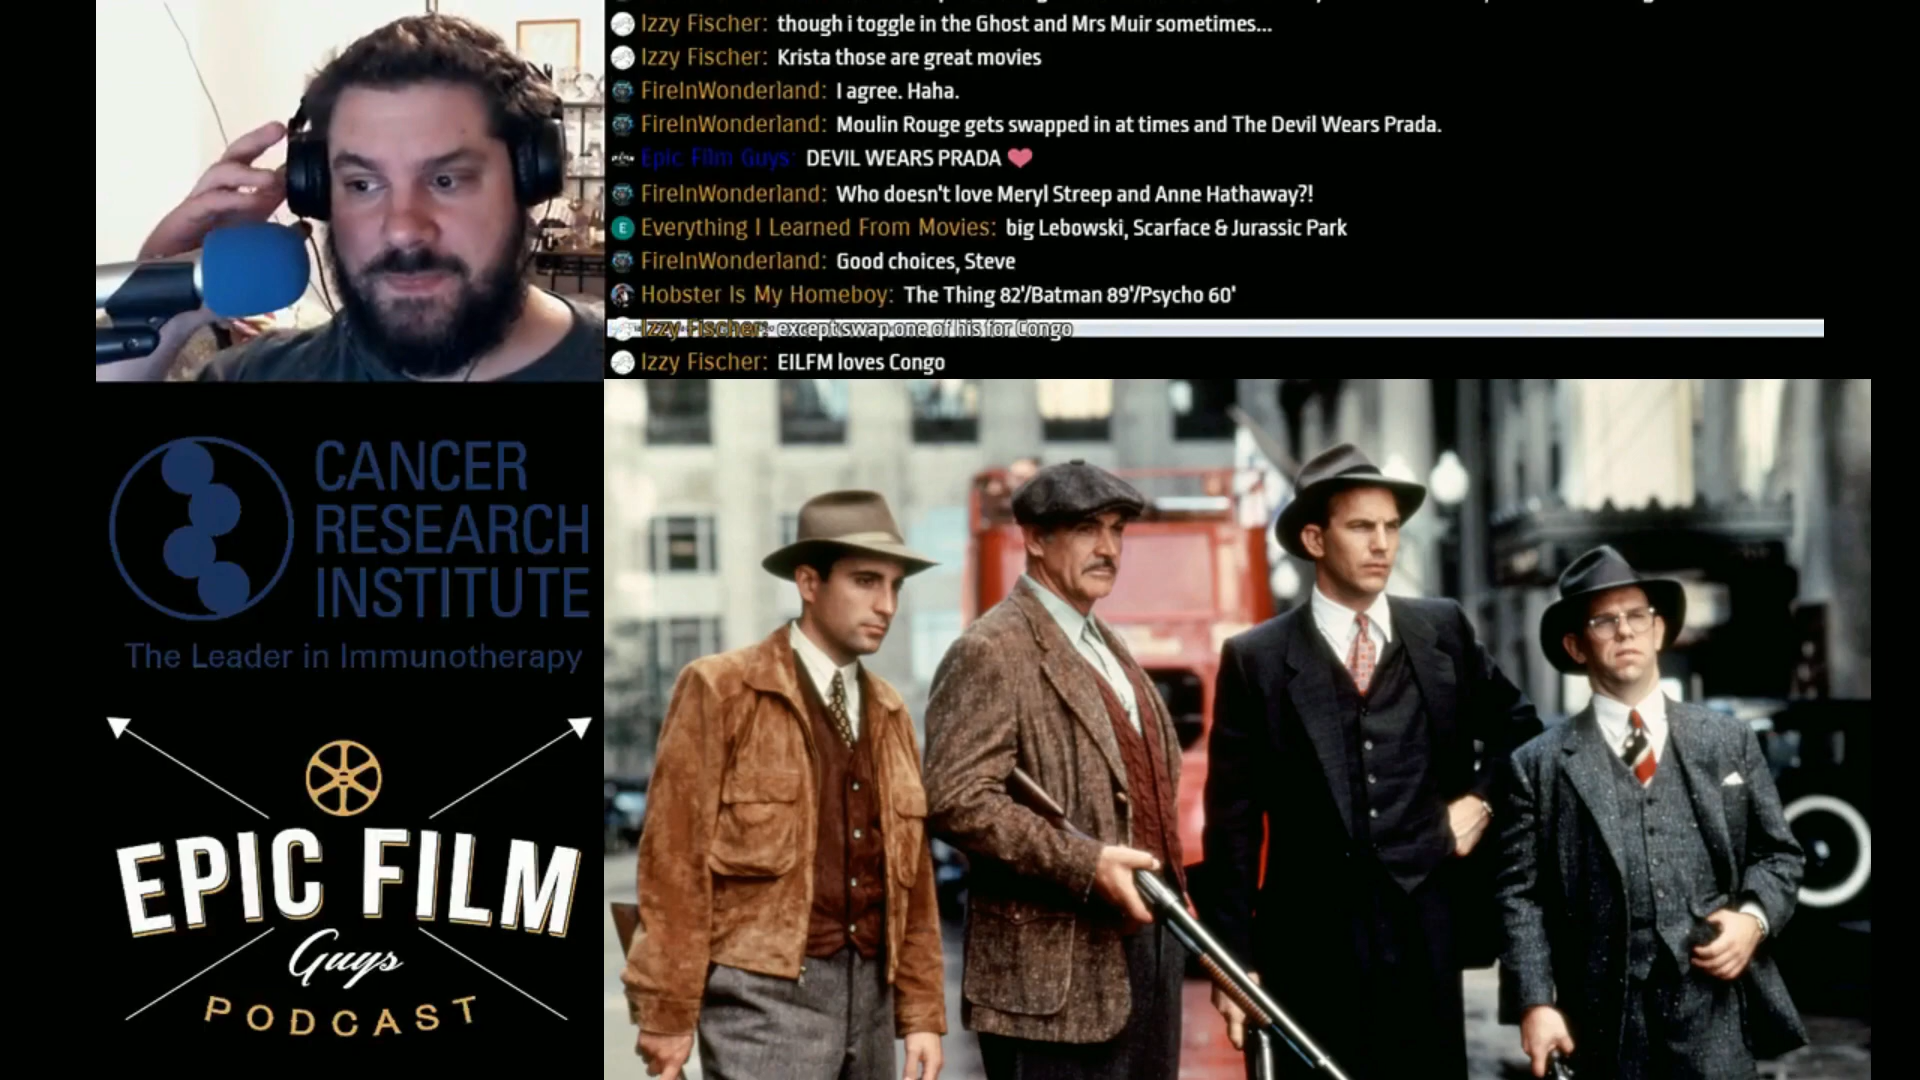 Izzy Fischer: though i toggle in the Ghost and Mrs Muir sometimes...
Izzy Fischer: Krista those are great movies
FireInWonderland: I agree. Haha.
FireInWonderland: Moulin Rouge gets swapped in at times and The Devil Wears Prada.
Epic Film Guys: DEVIL WEARS PRADA ❤
FireInWonderland: Who doesn't love Meryl Streep and Anne Hathaway?!
E Everything I Learned From Movies: big Lebowski, Scarface & Jurassic Park
FireInWonderland: Good choices, Steve
Hobster Is My Homeboy: The Thing 82'/Batman 89'/Psycho 60'
Izzy Fischer: except swap one of his for Congo
Izzy Fischer: EILFM loves Congo
CANCER
RESEARCH
INSTITUTE
The Leader in Immunotherapy
EPIC FILM
Guys
PODCAST